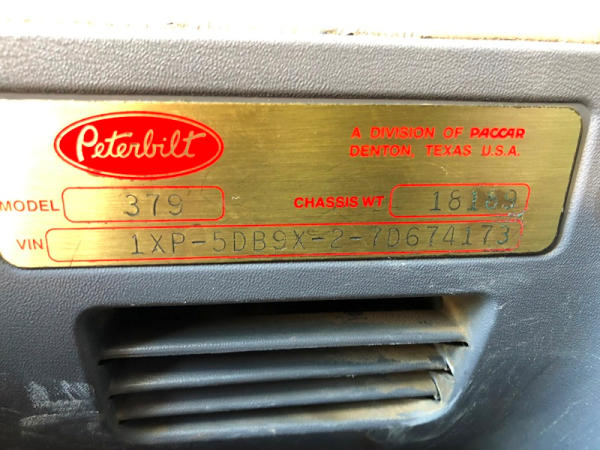 Peterbilt
A DIVISION OF PACCAR
DENTON, TEXAS U.S.A.
MODEL 379 CHASSIS WT
VIN 1XP-5DB9X-2-7D674173